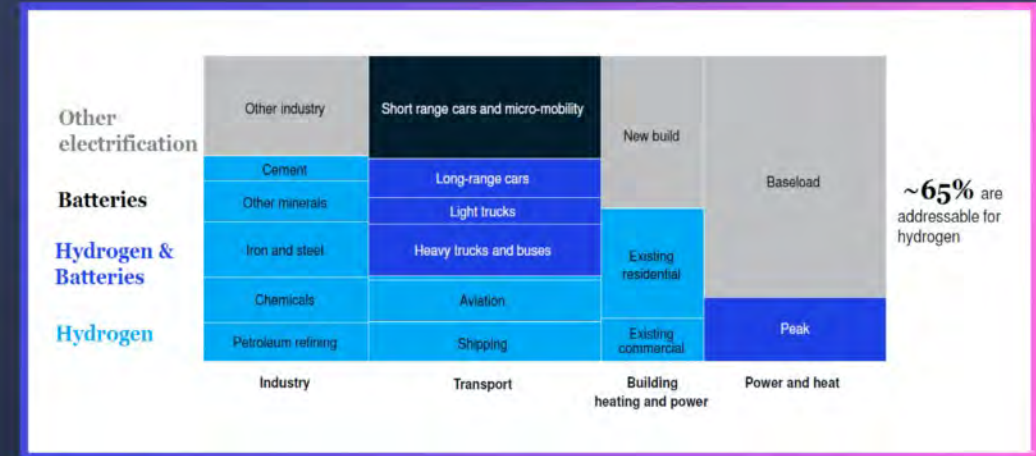 Other
electrification
Batteries
Hydrogen &
Batteries
Hydrogen
Other industry
Cement
Other minerals
Iron and steel
Chemicals
Petroleum refining
Industry
Short range cars and micro-mobility
Long-range cars
Light trucks
Heavy trucks and buses
Aviation
Shipping
Transport
New build
Existing
residential
Existing
commercial
Building
heating and power
Baseload
Peak
Power and heat
~65% are
addressable for
hydrogen